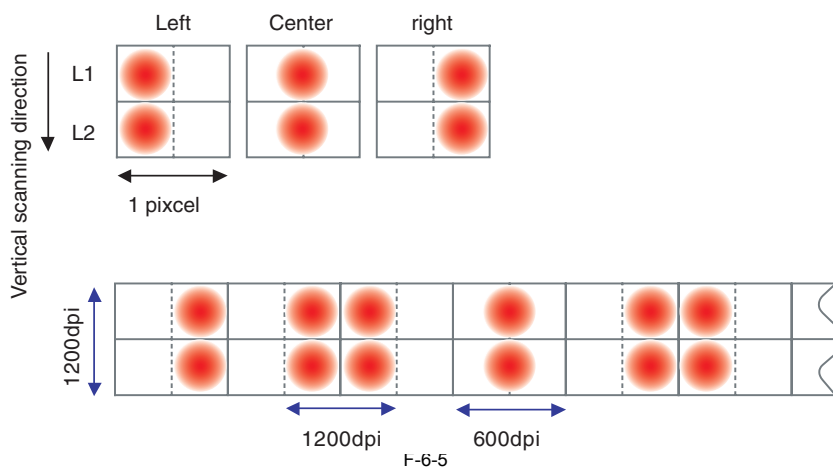 Left Center right
L1
L2
Vertical scanning direction
1 pixcel
1200dpi
1200dpi 600dpi
F-6-5